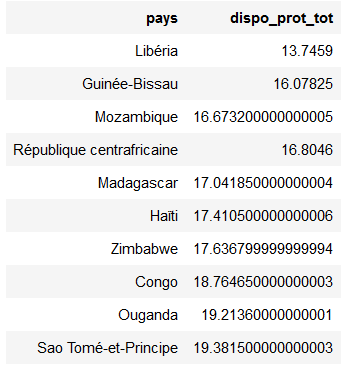 pays dispo_prot_tot
Libéria 13.7459
Guinée-Bissau 16.07825
Mozambique 16.673200000000005
République centrafricaine 16.8046
Madagascar 17.041850000000004
Haïti 17.410500000000006
Zimbabwe 17.636799999999994
Congo 18.764650000000003
Ouganda 19.21360000000001
Sao Tomé-et-Principe 19.381500000000003